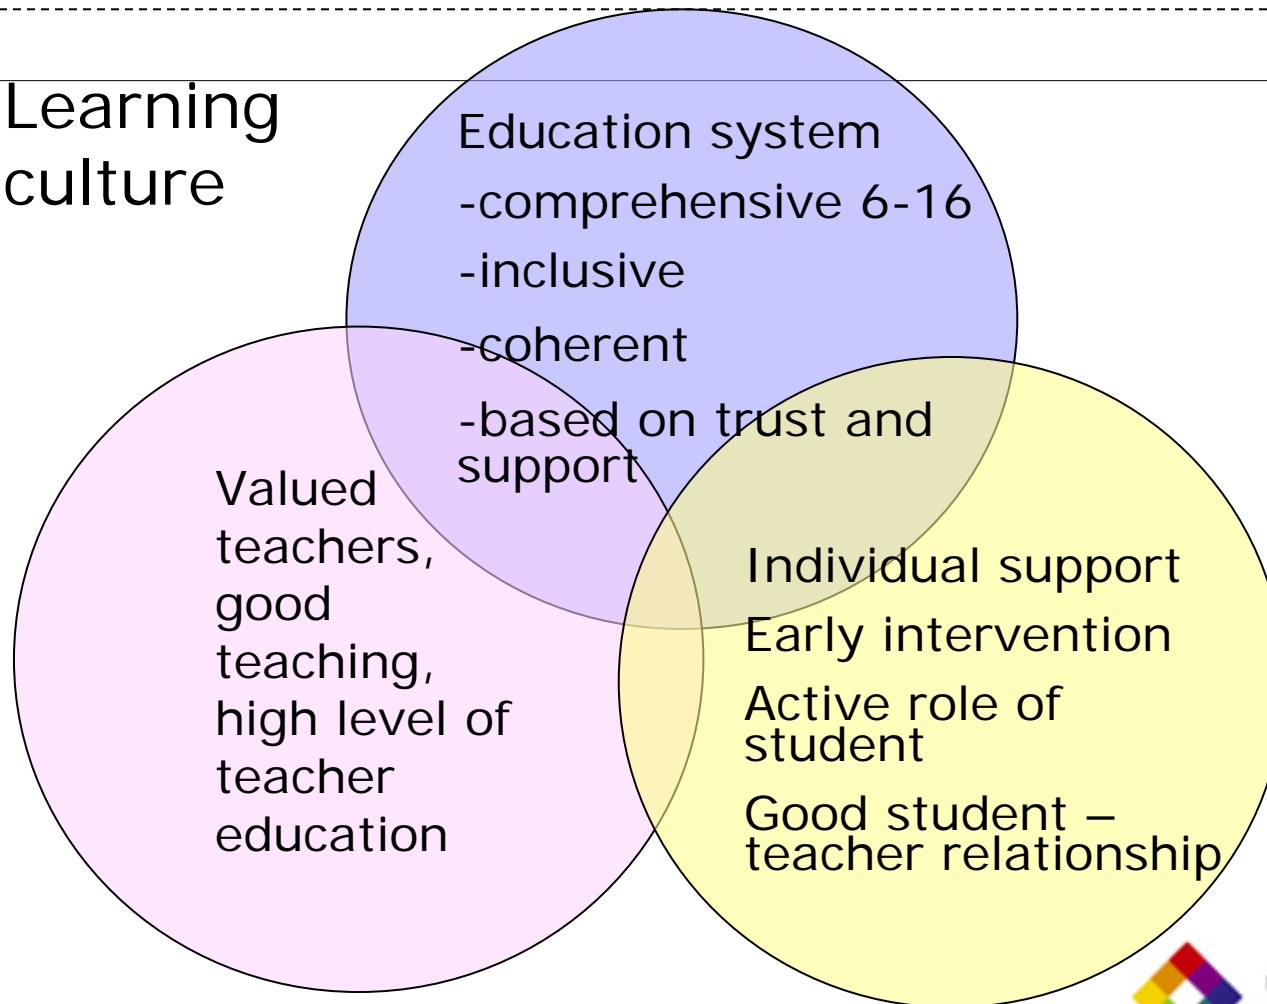 Learning
culture
Education system
-comprehensive 6-16
-inclusive
-coherent
-based on trust and
support
Valued
teachers,
good
teaching,
high level of
teacher
education
Individual support
Early intervention
Active role of
student
Good student –
teacher relationship